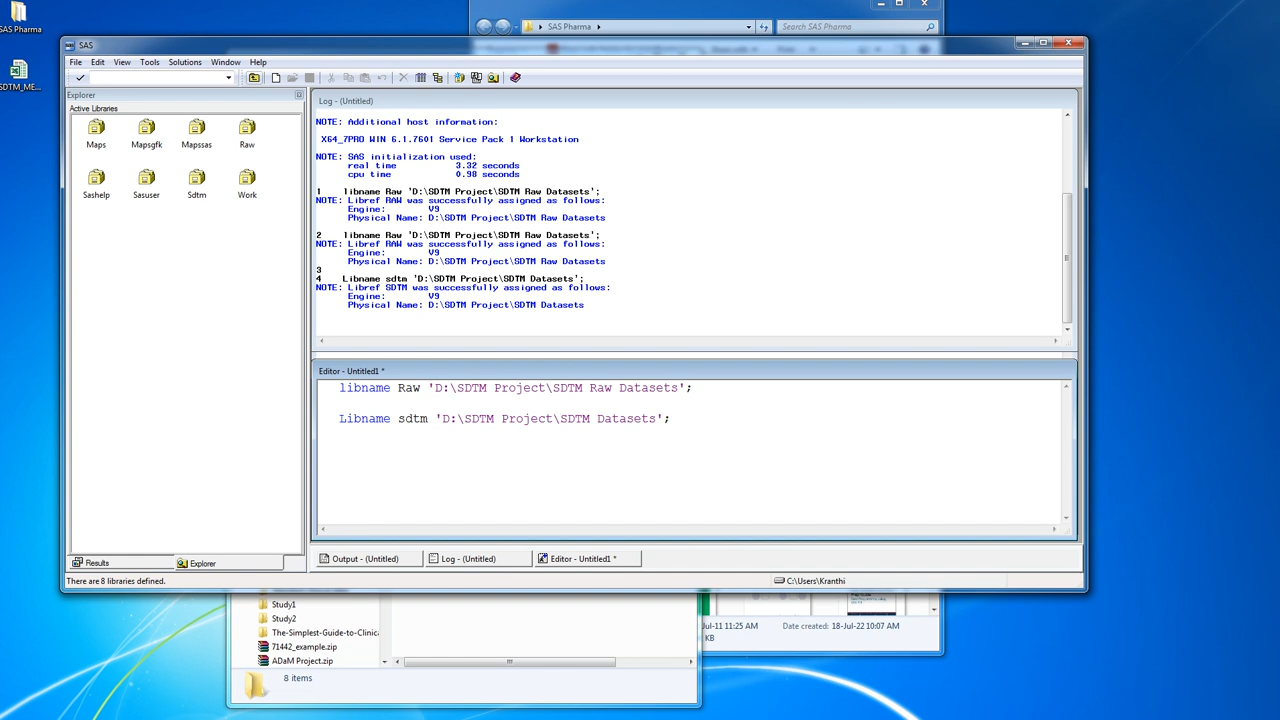 SAS Pharma
SDTM_ME...
SAS Pharma
Search SAS Pharma
SAS
File Edit View Tools Solutions Window Help
Explorer
Active Libraries
Maps Mapsgfk Mapssas Raw
Sashelp Sasuser Sdtm Work
Results
Explorer
Log - (Untitled)
NOTE: Additional host information:
X64_7PRO WIN 6.1.7601 Service Pack 1 Workstation
NOTE: SAS initialization used:
real time 3.32 seconds
cpu time 0.98 seconds
1 libname Raw 'D:\SDTM Project\SDTM Raw Datasets';
NOTE: Libref RAW was successfully assigned as follows:
Engine: V9
Physical Name: D:\SDTM Project\SDTM Raw Datasets
2 libname Raw 'D:\SDTM Project\SDTM Raw Datasets';
NOTE: Libref RAW was successfully assigned as follows:
Engine: V9
Physical Name: D:\SDTM Project\SDTM Raw Datasets
3
4 Libname sdtm 'D:\SDTM Project\SDTM Datasets';
NOTE: Libref SDTM was successfully assigned as follows:
Engine: V9
Physical Name: D:\SDTM Project\SDTM Datasets
Editor - Untitled1 *
libname Raw 'D:\SDTM Project\SDTM Raw Datasets';
Libname sdtm 'D:\SDTM Project\SDTM Datasets';
Output - (Untitled) Log - (Untitled) Editor - Untitled1 *
There are 8 libraries defined.
C:\Users\Kranthi
Study1
Study2
The-Simplest-Guide-to-Clinica
71442_example.zip
ADaM Project.zip
8 items
Jul-11 11:25 AM Date created: 18-Jul-22 10:07 AM
KB